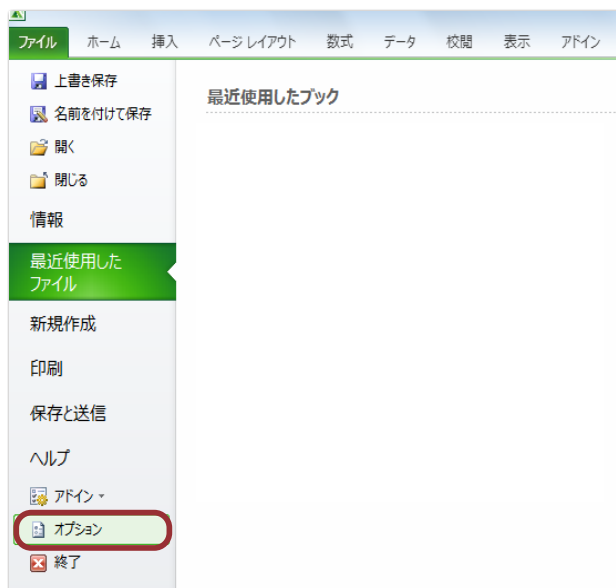 ファイル ホーム 挿入 ページ レイアウト 数式 データ 校閲 表示 アドイン
上書き保存
最近使用したブック
名前を付けて保存
開く
閉じる
情報
最近使用した
ファイル
新規作成
印刷
保存と送信
ヘルプ
アドイン
オプション
終了